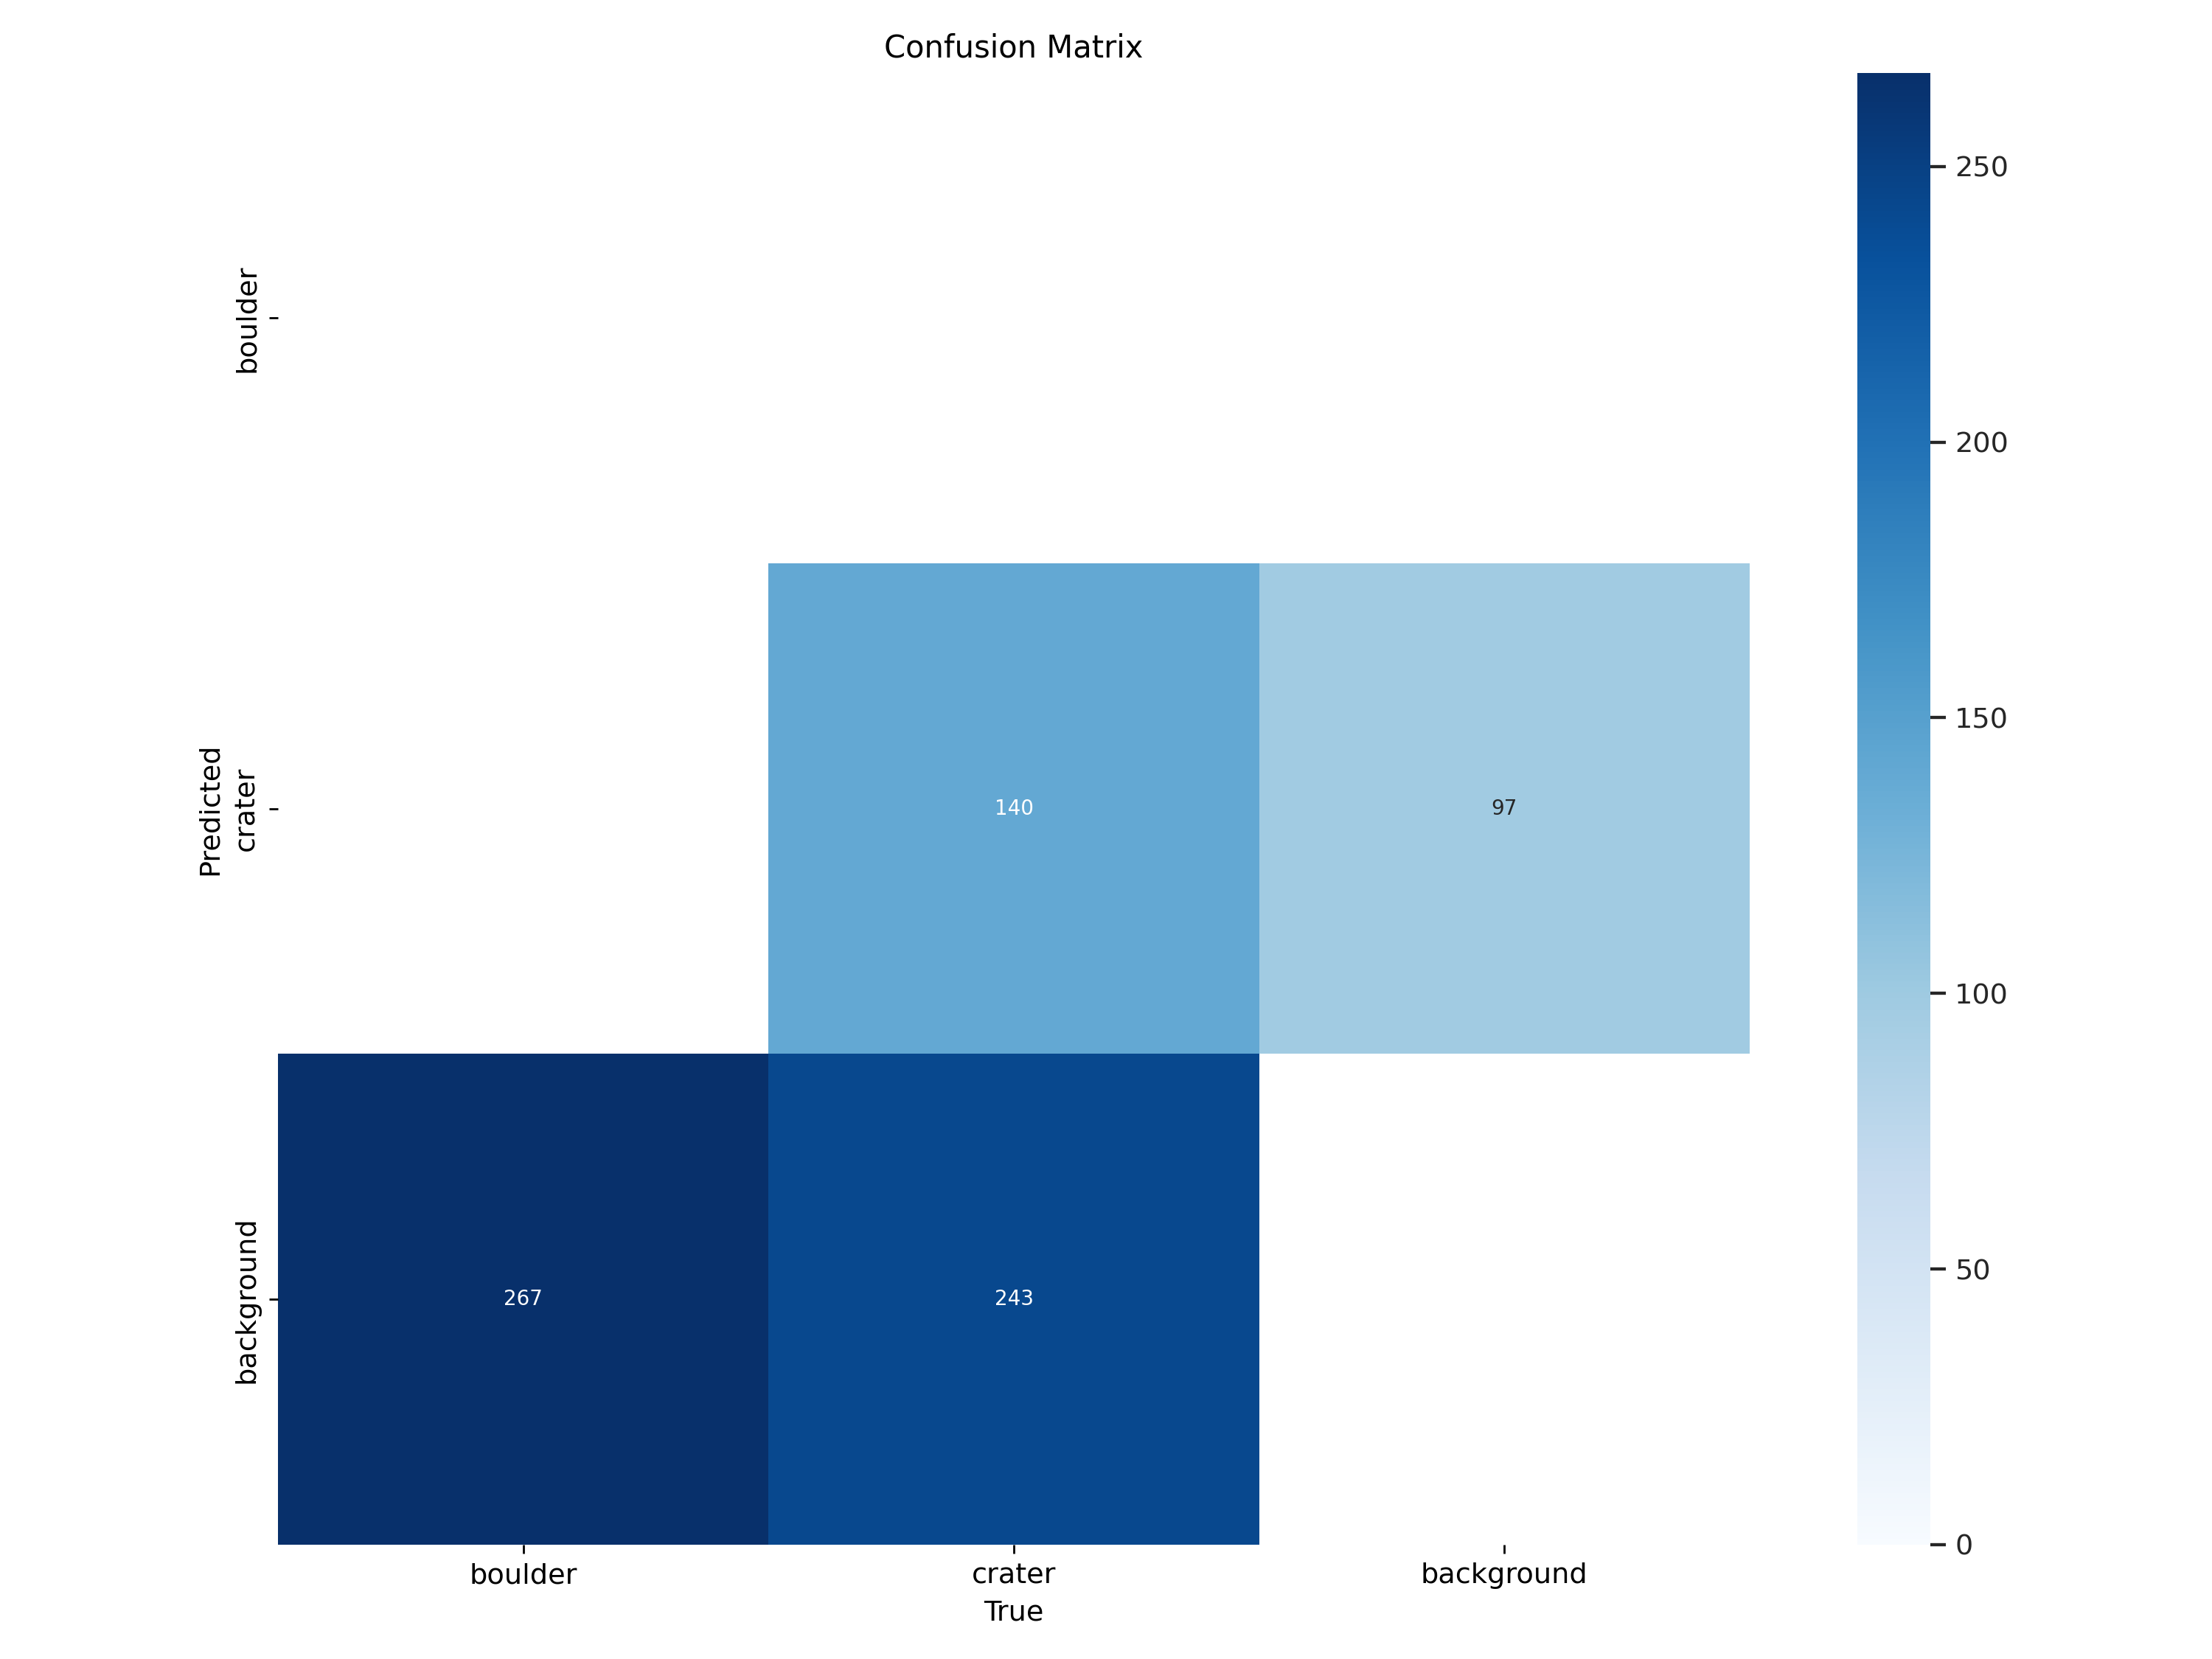 Confusion Matrix
boulder
crater
background
Predicted
140
97
267
243
boulder
crater
background
True
250
200
150
100
50
0